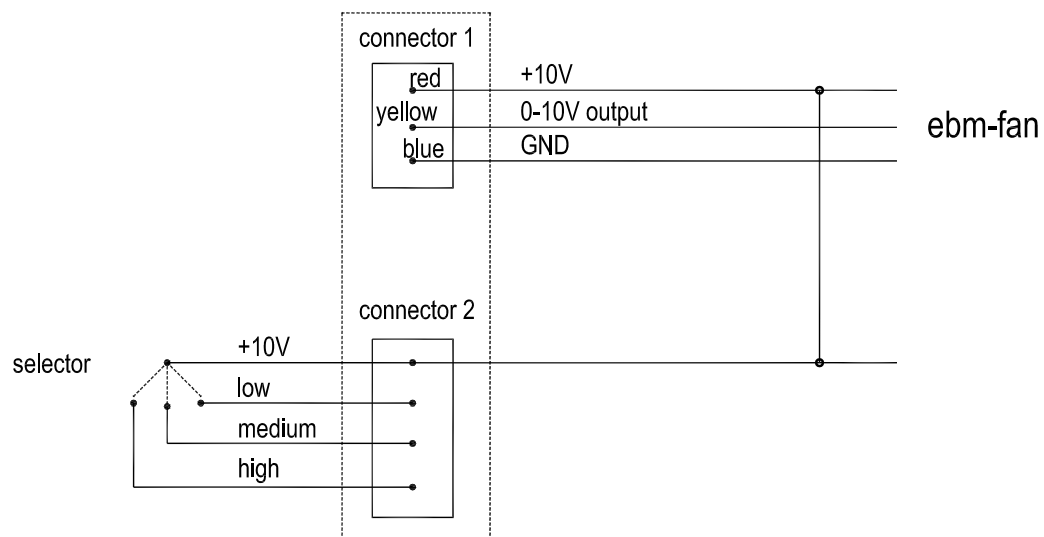 connector 1
red
+10V
yellow
0-10V output
ebm-fan
blue
GND
connector 2
selector
+10V
low
medium
high